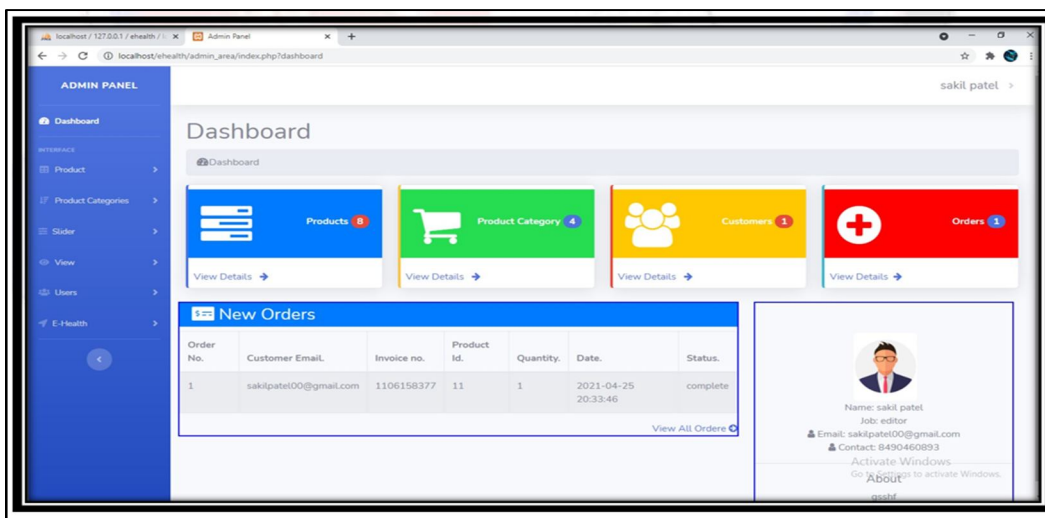 localhost / 127.0.0.1 / ehealth /
Admin Panel
localhost/ehealth/admin_area/index.php?dashboard
ADMIN PANEL
sakil patel
Dashboard
INTERFACE
Product
Product Categories
Slider
View
Users
E-Health
Dashboard
Dashboard
Products 8
Product Category 4
Customers 1
Orders 1
View Details
View Details
View Details
View Details
New Orders
Order No. Customer Email. Invoice no. Product Id. Quantity. Date. Status.
1 sakilpatel00@gmail.com 1106158377 11 1 2021-04-25 20:33:46 complete
View All Ordere
Name: sakil patel
Job: editor
Email: sakilpatel00@gmail.com
Contact: 8490460893
Activate Windows
Go to Settings to activate Windows.
About
gsshf